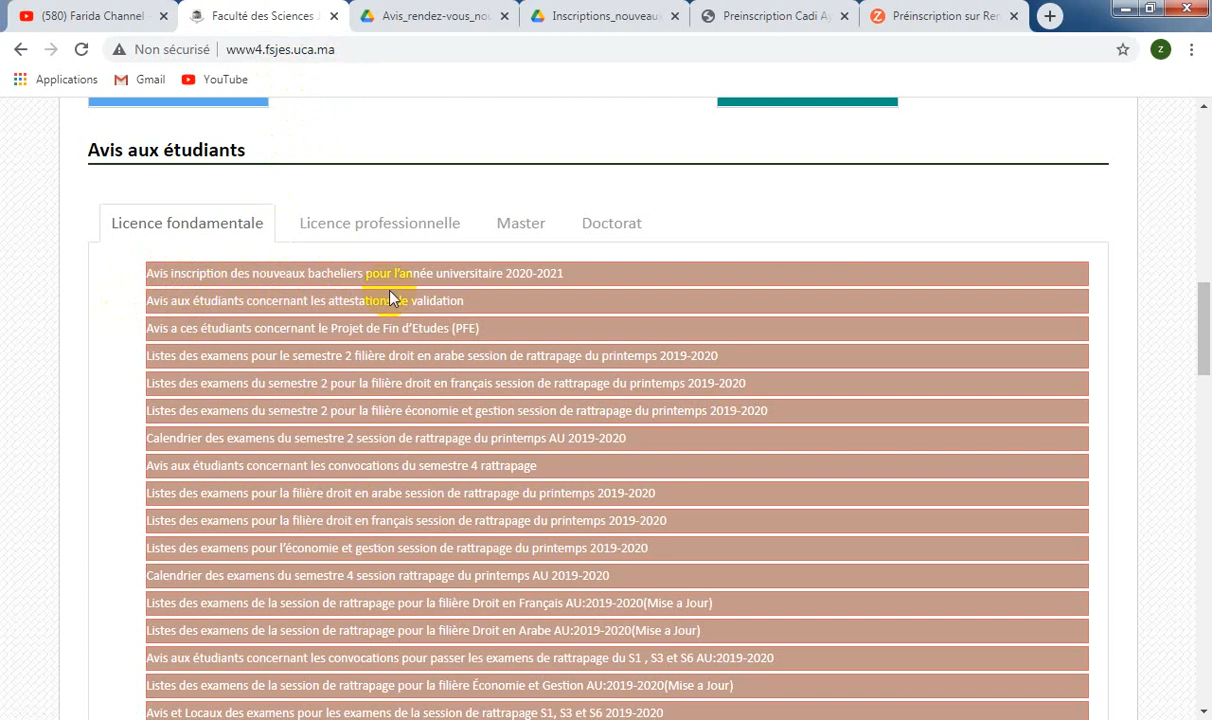 (580) Farida Channel -
Faculté des Sciences J
Avis_rendez-vous_nou
Inscriptions_nouveaux
Preinscription Cadi Ay
Préinscription sur Ren
Non sécurisé
www4.fsjes.uca.ma
z
Applications
Gmail
YouTube
Avis aux étudiants
Licence fondamentale
Licence professionnelle
Master
Doctorat
Avis inscription des nouveaux bacheliers pour l'année universitaire 2020-2021
Avis aux étudiants concernant les attestations de validation
Avis a ces étudiants concernant le Projet de Fin d'Etudes (PFE)
Listes des examens pour le semestre 2 filière droit en arabe session de rattrapage du printemps 2019-2020
Listes des examens du semestre 2 pour la filière droit en français session de rattrapage du printemps 2019-2020
Listes des examens du semestre 2 pour la filière économie et gestion session de rattrapage du printemps 2019-2020
Calendrier des examens du semestre 2 session de rattrapage du printemps AU 2019-2020
Avis aux étudiants concernant les convocations du semestre 4 rattrapage
Listes des examens pour la filière droit en arabe session de rattrapage du printemps 2019-2020
Listes des examens pour la filière droit en français session de rattrapage du printemps 2019-2020
Listes des examens pour l'économie et gestion session de rattrapage du printemps 2019-2020
Calendrier des examens du semestre 4 session rattrapage du printemps AU 2019-2020
Listes des examens de la session de rattrapage pour la filière Droit en Français AU:2019-2020(Mise a Jour)
Listes des examens de la session de rattrapage pour la filière Droit en Arabe AU:2019-2020(Mise a Jour)
Avis aux étudiants concernant les convocations pour passer les examens de rattrapage du S1 , S3 et S6 AU:2019-2020
Listes des examens de la session de rattrapage pour la filière Économie et Gestion AU:2019-2020(Mise a Jour)
Avis et Locaux des examens pour les examens de la session de rattrapage S1, S3 et S6 2019-2020